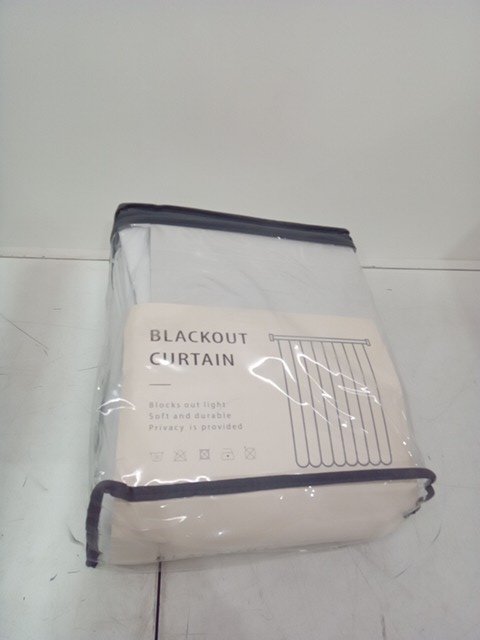 BLACKOUT
CURTAIN
Blocks out light
Soft and durable
Privacy is provided